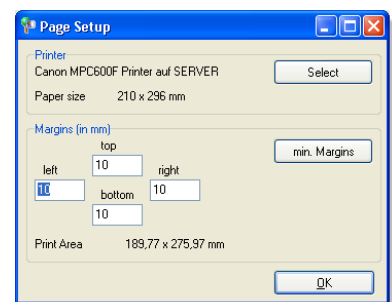 Page Setup
Printer
Canon MPC600F Printer auf SERVER
Select
Paper size 210 x 296 mm
Margins (in mm)
top
min. Margins
left
10
right
10
bottom
10
10
Print Area 189,77 x 275,97 mm
OK